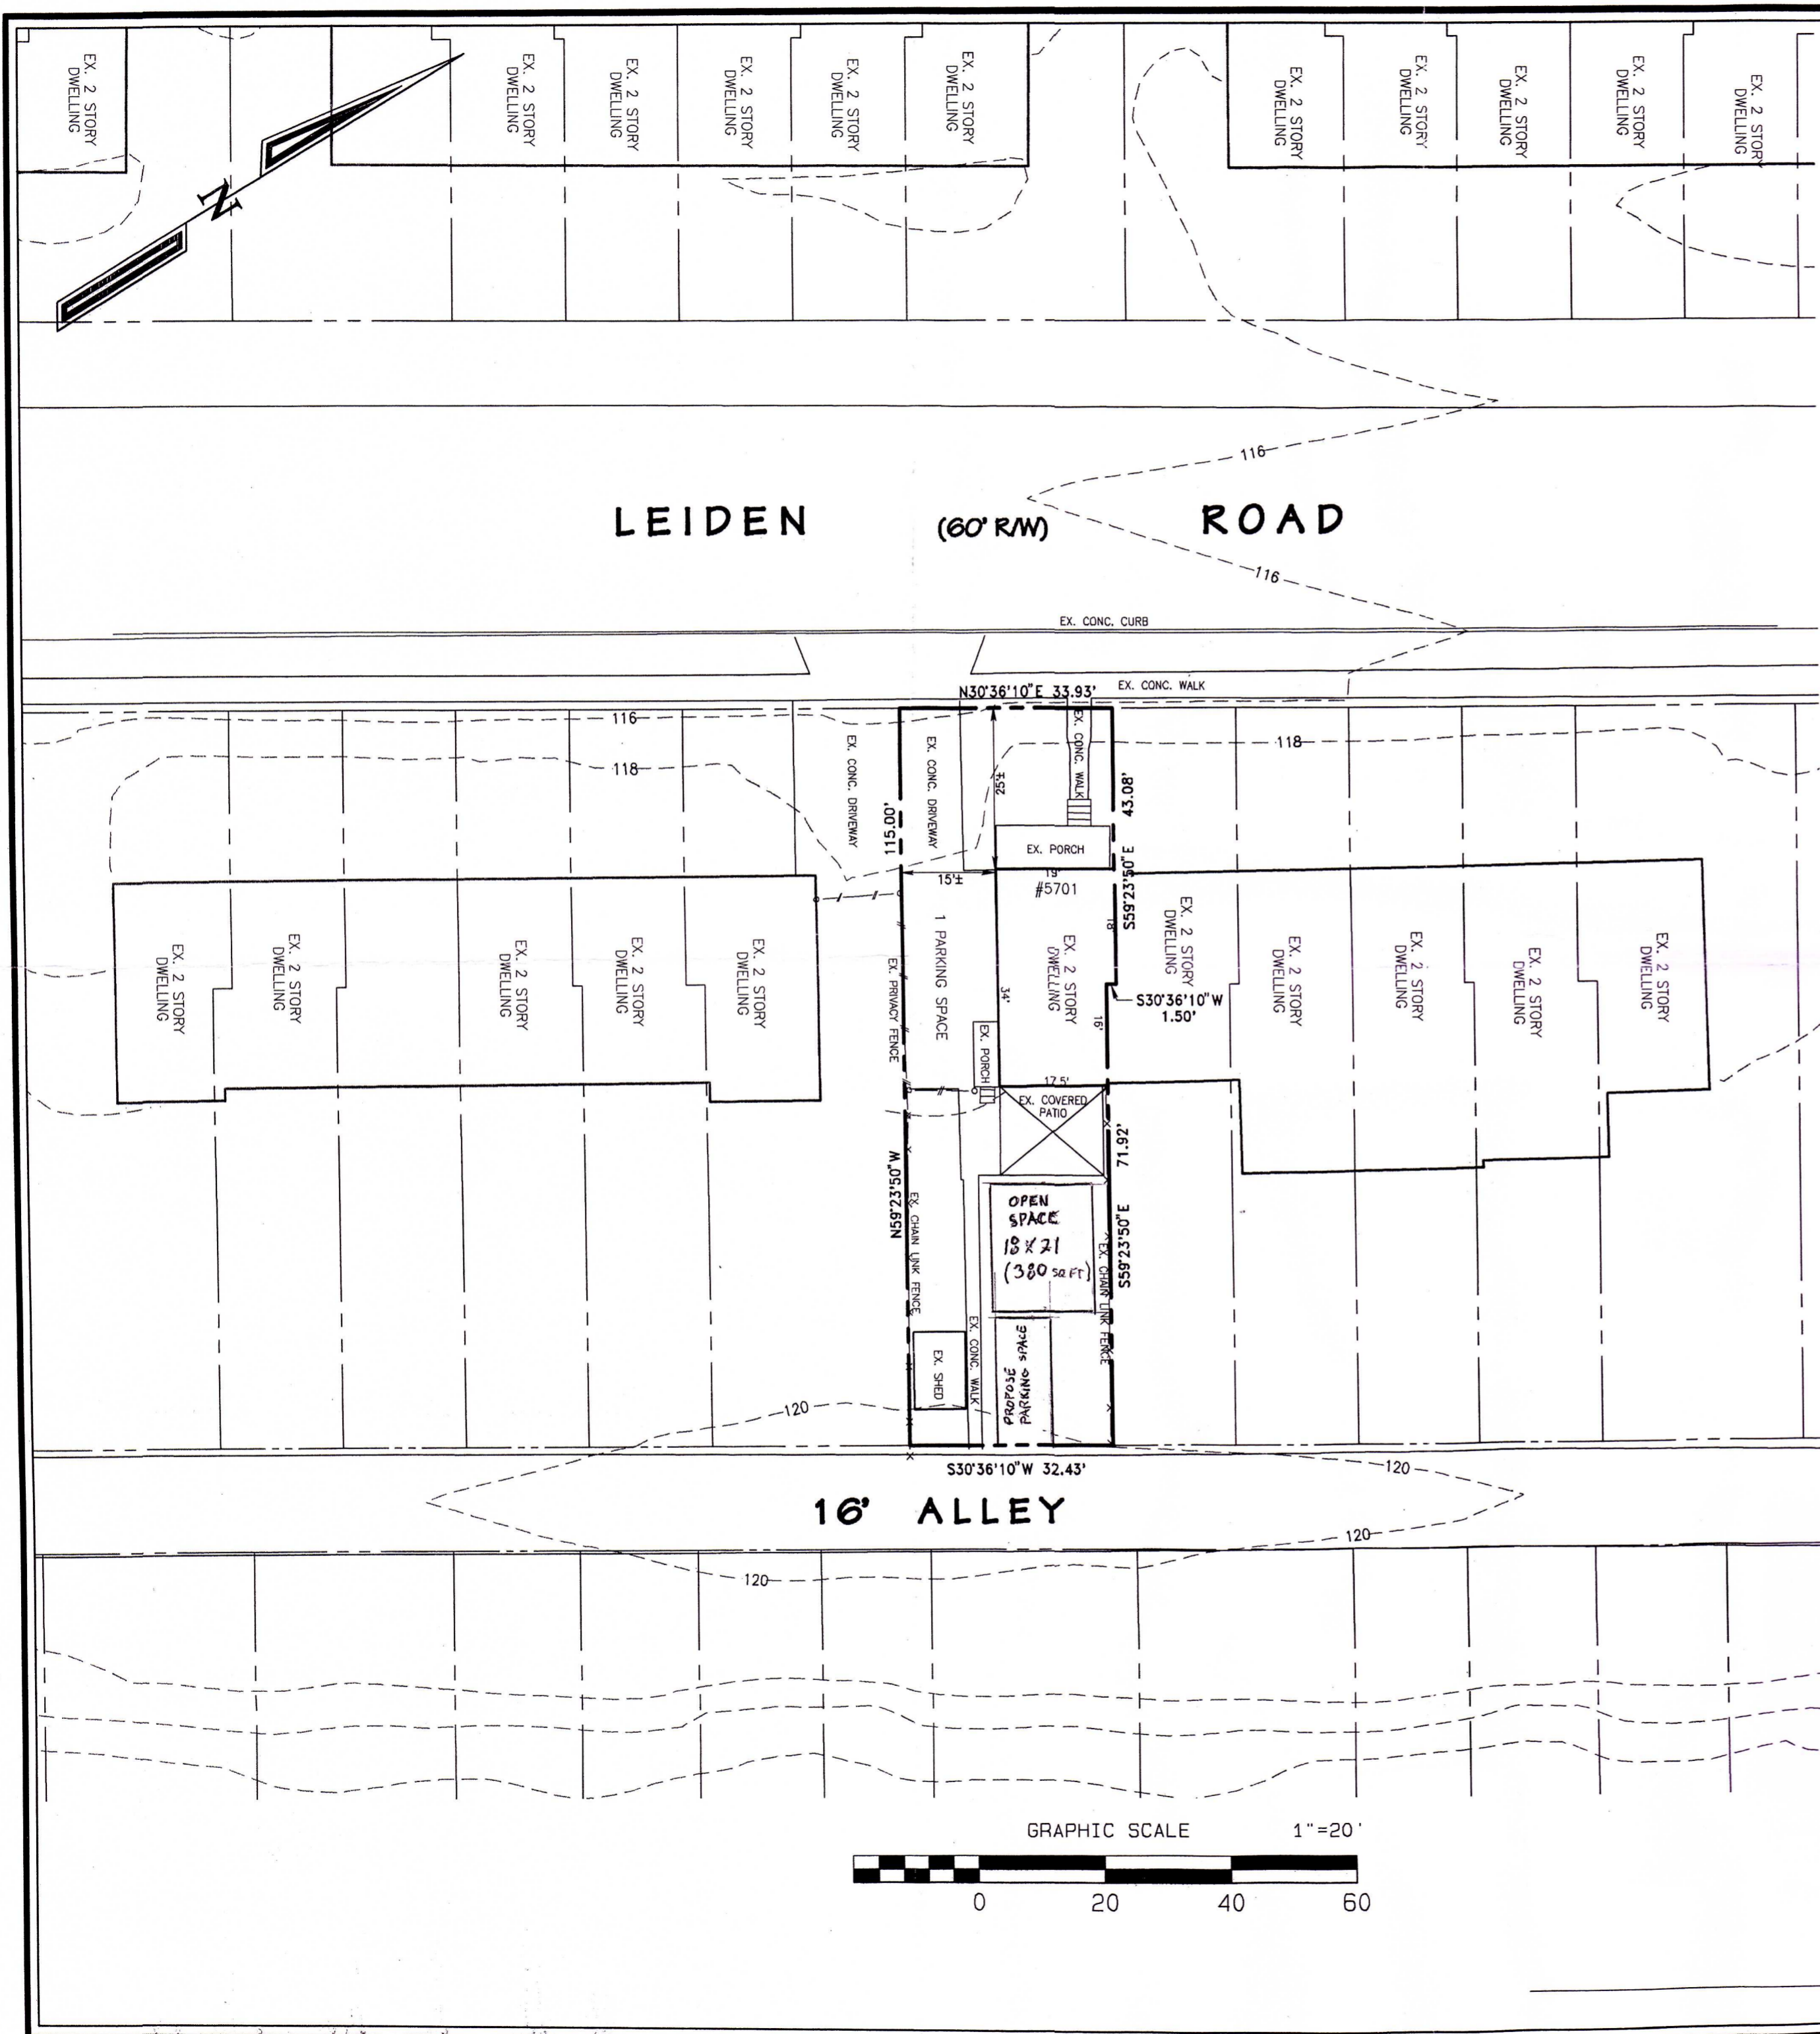 EX. 2 STORY
DWELLING
EX. 2 STORY
DWELLING
EX. 2 STORY
DWELLING
EX. 2 STORY
DWELLING
EX. 2 STORY
DWELLING
EX. 2 STORY
DWELLING
EX. 2 STORY
DWELLING
EX. 2 STORY
DWELLING
EX. 2 STORY
DWELLING
EX. 2 STORY
DWELLING
EX. 2 STORY
DWELLING
N
116
LEIDEN (60' R/W) ROAD
116
EX. CONC. CURB
N30°36'10"E 33.93'
EX. CONC. WALK
116
118
EX. CONC. DRIVEWAY
EX. CONC. DRIVEWAY
115.00'
25'±
EX. CONC. WALK
43.08'
118
EX. PORCH
15'±
19'
#5701
S59°23'50"E
18'
1 PARKING SPACE
EX. PRIVACY FENCE
34'
EX. 2 STORY
DWELLING
EX. 2 STORY
DWELLING
EX. 2 STORY
DWELLING
EX. 2 STORY
DWELLING
EX. 2 STORY
DWELLING
EX. 2 STORY
DWELLING
EX. 2 STORY
DWELLING
EX. 2 STORY
DWELLING
EX. 2 STORY
DWELLING
EX. 2 STORY
DWELLING
EX. 2 STORY
DWELLING
S30°36'10"W
1.50'
16'
EX. PORCH
17.5'
EX. COVERED
PATIO
71.92'
N59°23'50"W
EX. CHAIN LINK FENCE
OPEN
SPACE
18 X 21
(380 SQ FT)
S59°23'50"E
EX. CHAIN LINK FENCE
EX. SHED
EX. CONC. WALK
PROPOSE
PARKING SPACE
120
S30°36'10"W 32.43'
120
16' ALLEY
120
120
GRAPHIC SCALE 1"=20'
0 20 40 60